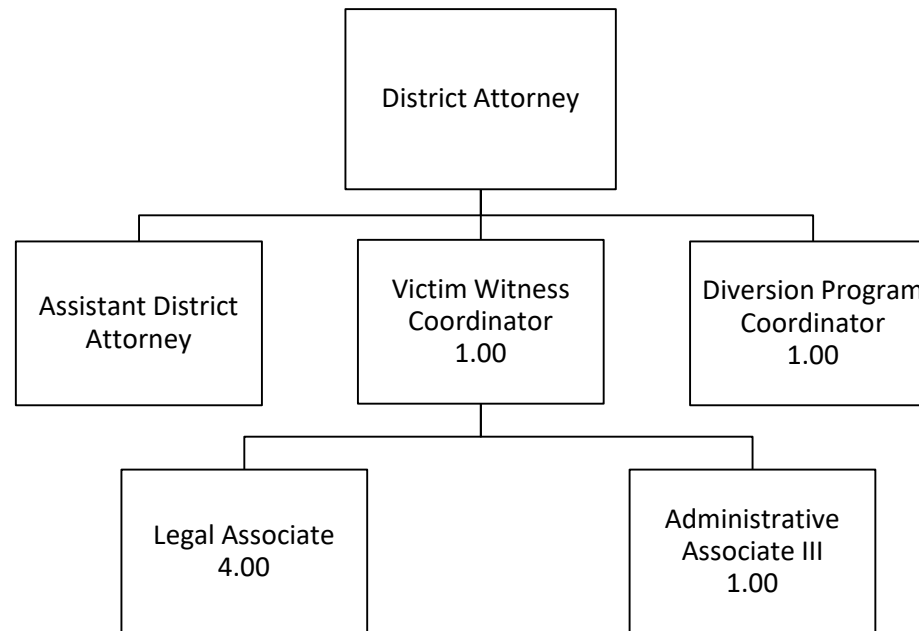 District Attorney
Assistant District
Attorney
Victim Witness
Coordinator
1.00
Diversion Program
Coordinator
1.00
Legal Associate
4.00
Administrative
Associate III
1.00